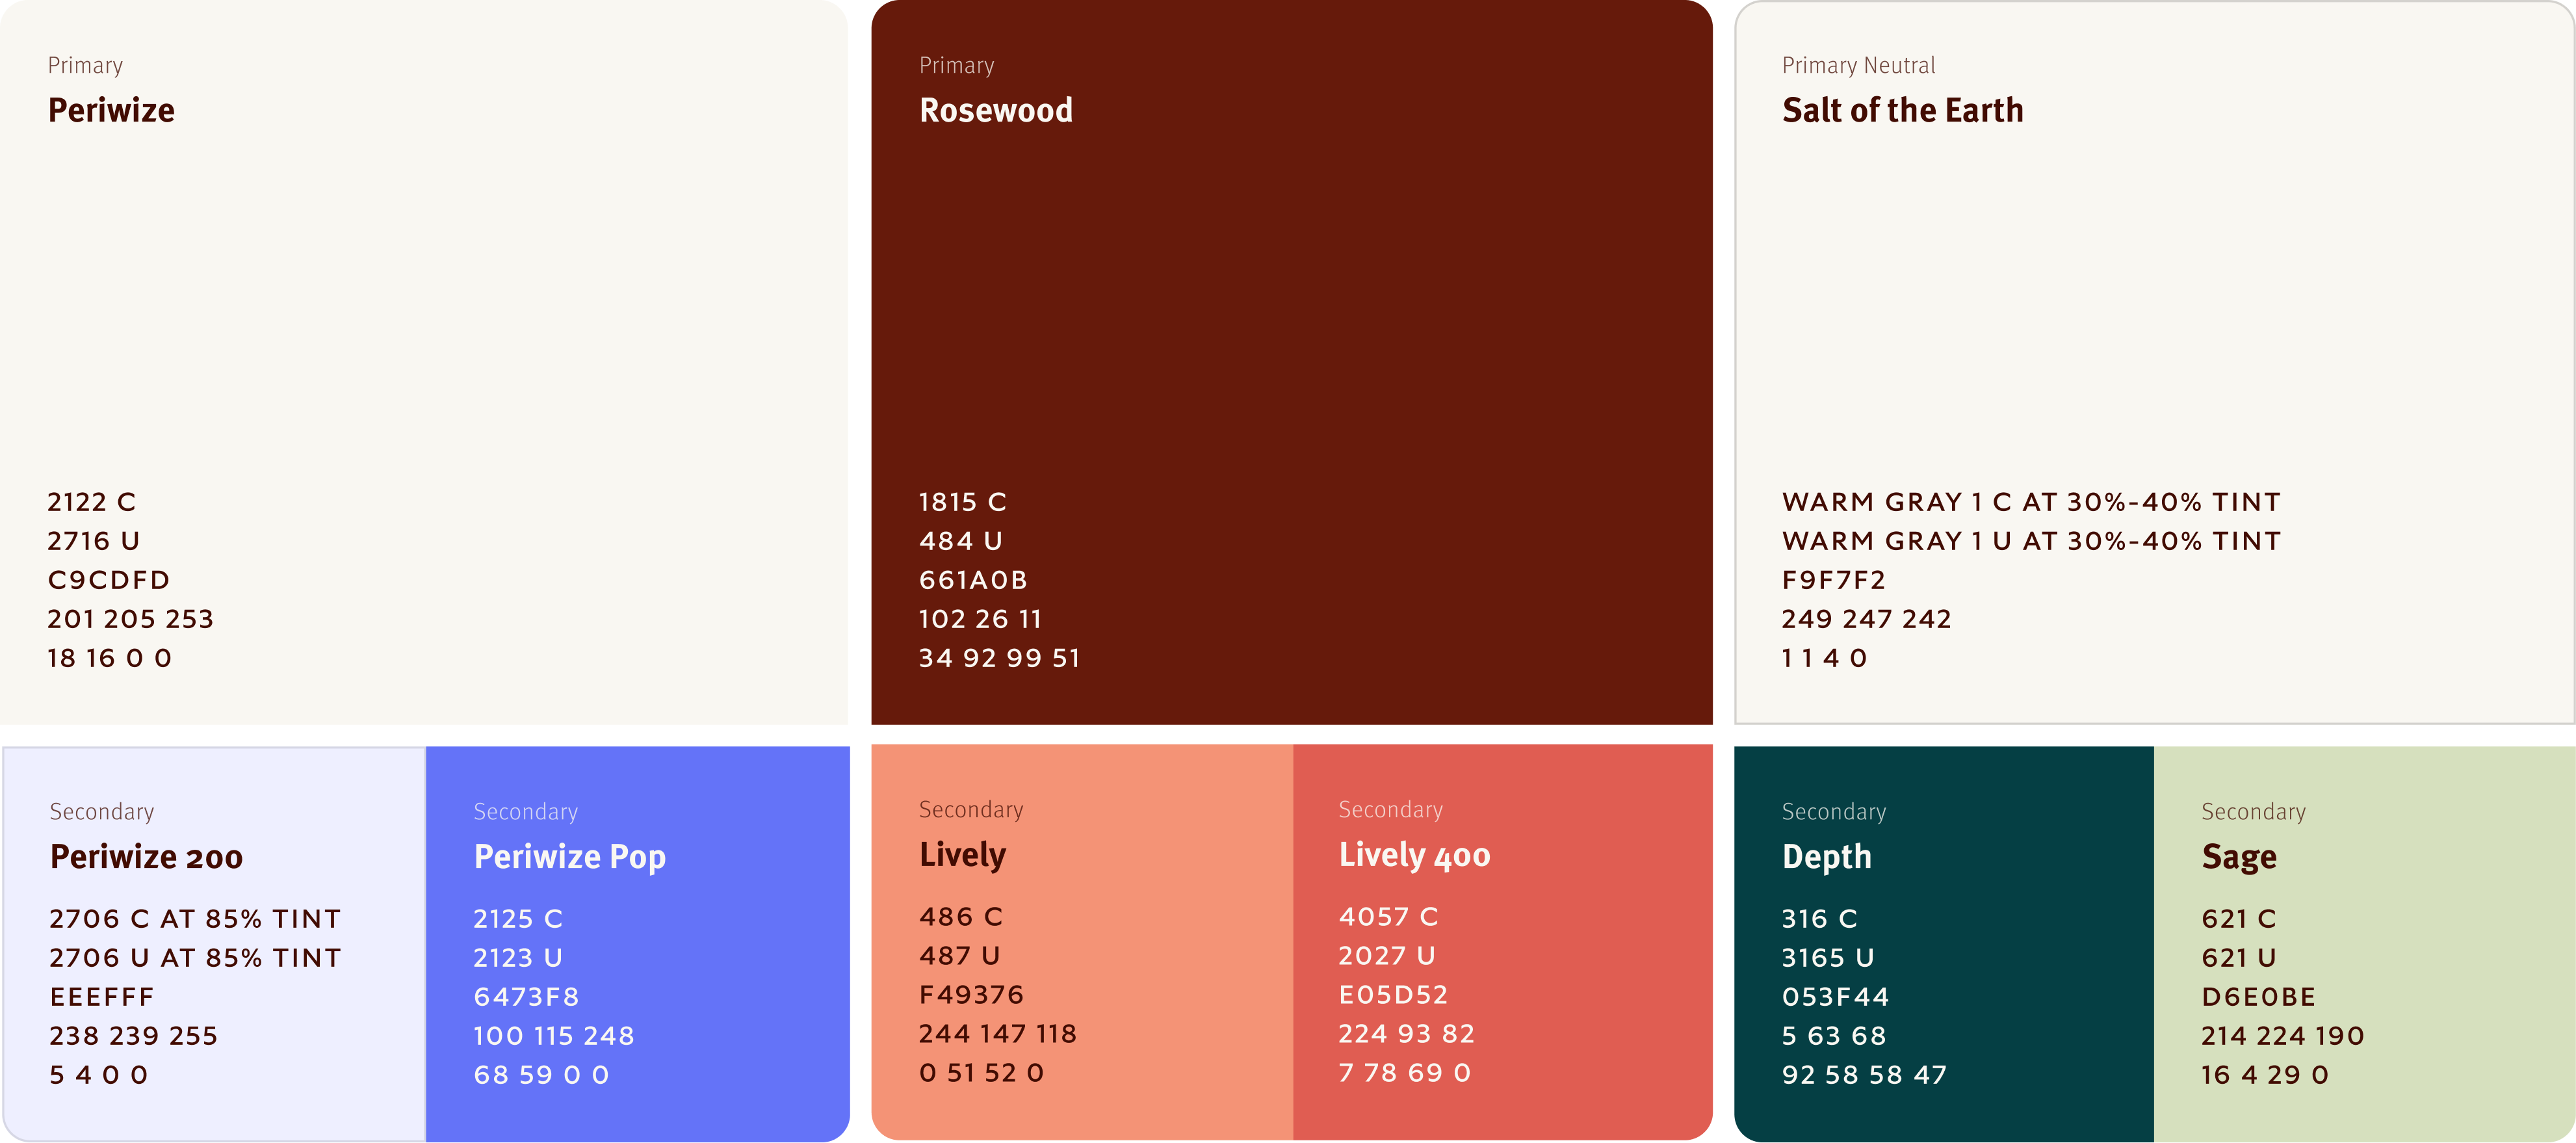 Primary
Periwize
2122 C
2716 U
C9CDFD
201 205 253
18 16 0 0
Primary
Rosewood
1815 C
484 U
661A0B
102 26 11
34 92 99 51
Primary Neutral
Salt of the Earth
WARM GRAY 1 C AT 30%-40% TINT
WARM GRAY 1 U AT 30%-40% TINT
F9F7F2
249 247 242
1 1 4 0
Secondary
Periwize 200
2706 C AT 85% TINT
2706 U AT 85% TINT
EEEFFF
238 239 255
5 4 0 0
Secondary
Periwize Pop
2125 C
2123 U
6473F8
100 115 248
68 59 0 0
Secondary
Lively
486 C
487 U
F49376
244 147 118
0 51 52 0
Secondary
Lively 400
4057 C
2027 U
E05D52
224 93 82
7 78 69 0
Secondary
Depth
316 C
3165 U
053F44
5 63 68
92 58 58 47
Secondary
Sage
621 C
621 U
D6E0BE
214 224 190
16 4 29 0